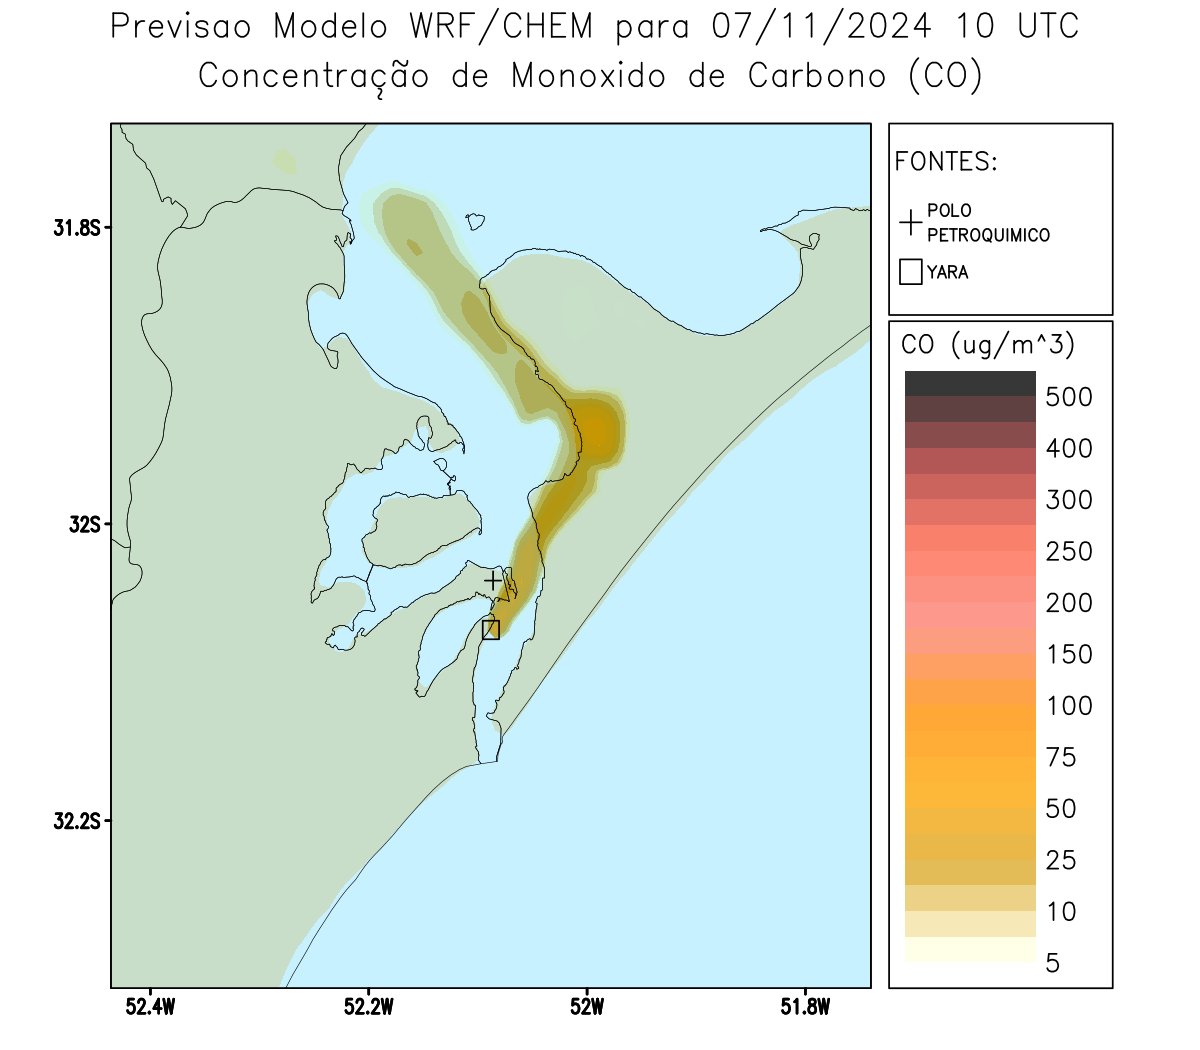 Previsao Modelo WRF/CHEM para 07/11/2024 10 UTC
Concentração de Monoxido de Carbono (CO)
FONTES:
POLO
PETROQUIMICO
YARA
CO (ug/m^3)
500
400
300
250
200
150
100
75
50
25
10
5
31.8S
32S
32.2S
52.4W
52.2W
52W
51.8W